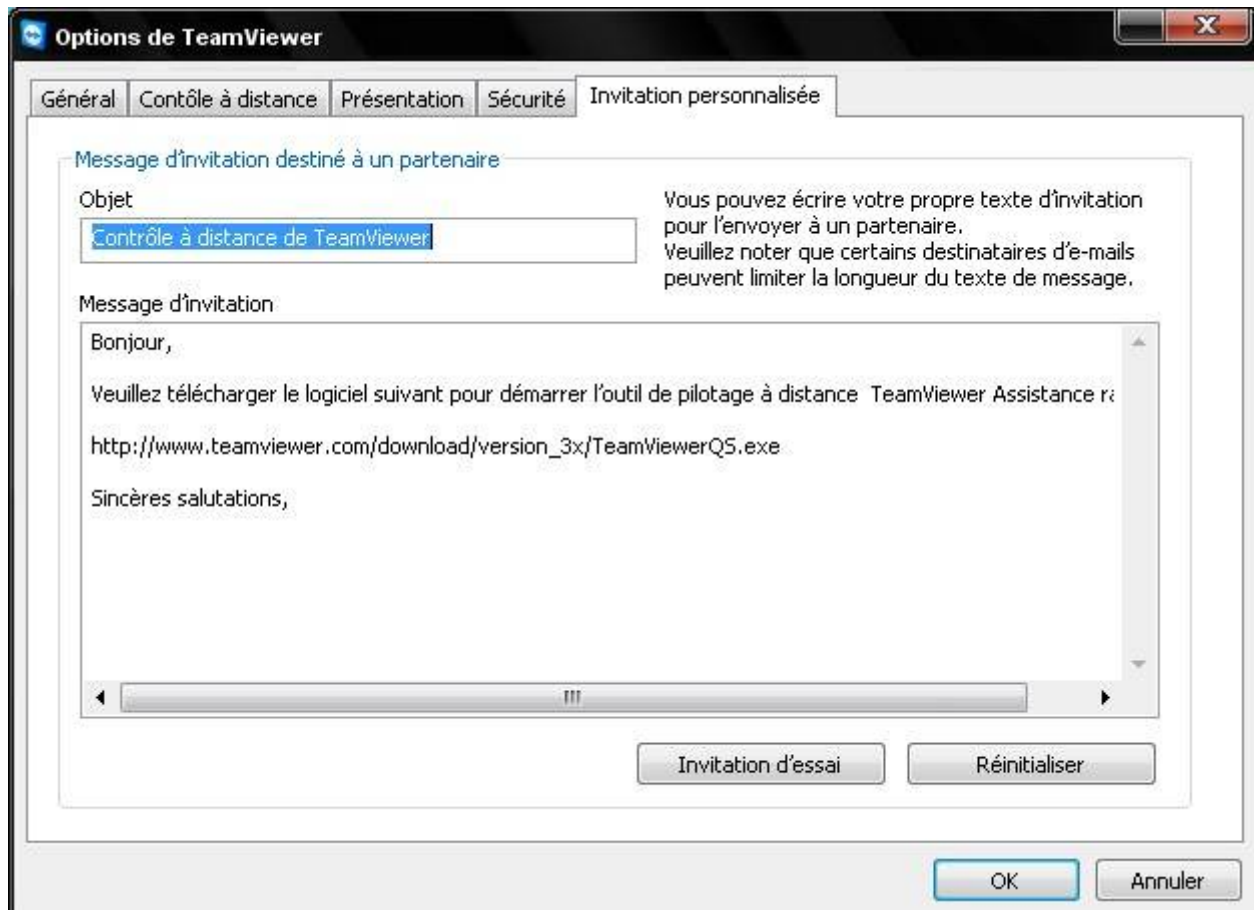 Options de TeamViewer
Général
Contôle à distance
Présentation
Sécurité
Invitation personnalisée
Message d'invitation destiné à un partenaire
Objet
Contrôle à distance de TeamViewer
Vous pouvez écrire votre propre texte d'invitation
pour l'envoyer à un partenaire.
Veuillez noter que certains destinataires d'e-mails
peuvent limiter la longueur du texte de message.
Message d'invitation
Bonjour,
Veuillez télécharger le logiciel suivant pour démarrer l'outil de pilotage à distance  TeamViewer Assistance
http://www.teamviewer.com/download/version_3x/TeamViewerQS.exe
Sincères salutations,
Invitation d'essai
Réinitialiser
OK
Annuler